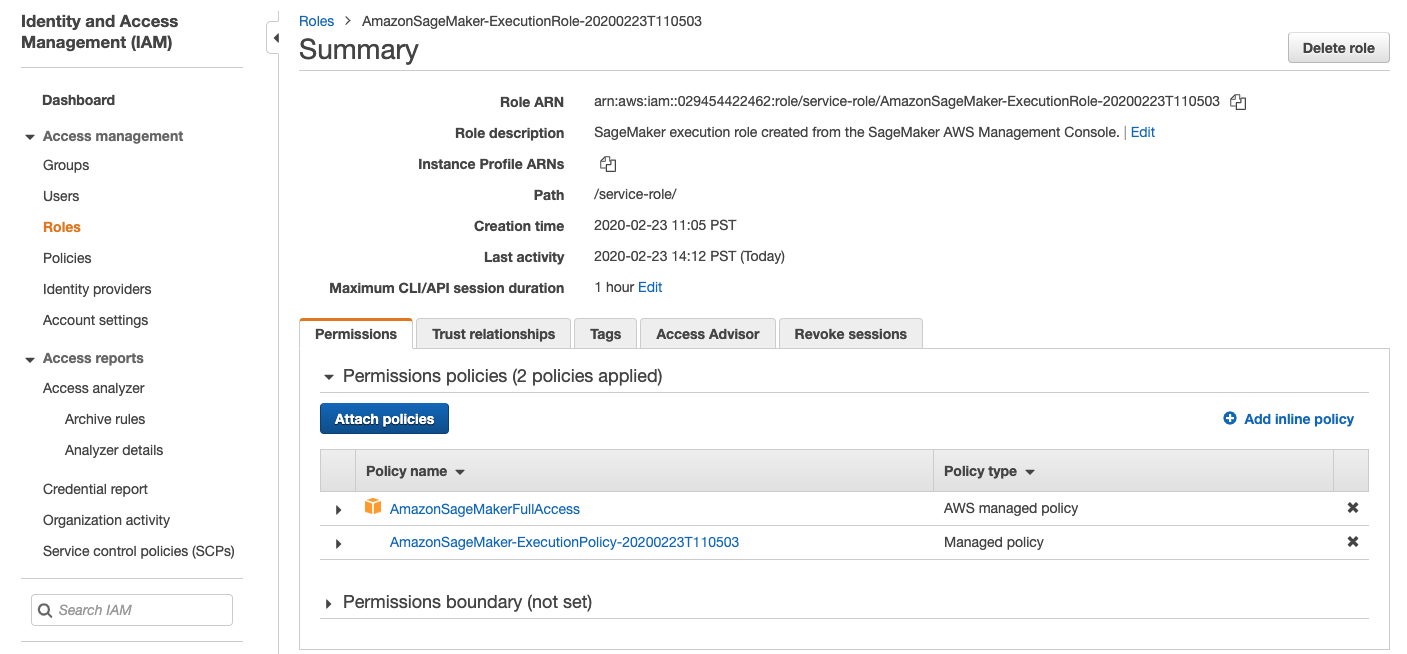 Identity and Access
Management (IAM)
Dashboard
Access management
Groups
Users
Roles
Policies
Identity providers
Account settings
Access reports
Access analyzer
Archive rules
Analyzer details
Credential report
Organization activity
Service control policies (SCPs)
Search IAM
Roles > AmazonSageMaker-ExecutionRole-20200223T110503
Summary
Delete role
Role ARN arn:aws:iam::029454422462:role/service-role/AmazonSageMaker-ExecutionRole-20200223T110503
Role description SageMaker execution role created from the SageMaker AWS Management Console. | Edit
Instance Profile ARNs
Path /service-role/
Creation time 2020-02-23 11:05 PST
Last activity 2020-02-23 14:12 PST (Today)
Maximum CLI/API session duration 1 hour Edit
Permissions Trust relationships Tags Access Advisor Revoke sessions
Permissions policies (2 policies applied)
Attach policies Add inline policy
Policy name Policy type
AmazonSageMakerFullAccess AWS managed policy
AmazonSageMaker-ExecutionPolicy-20200223T110503 Managed policy
Permissions boundary (not set)